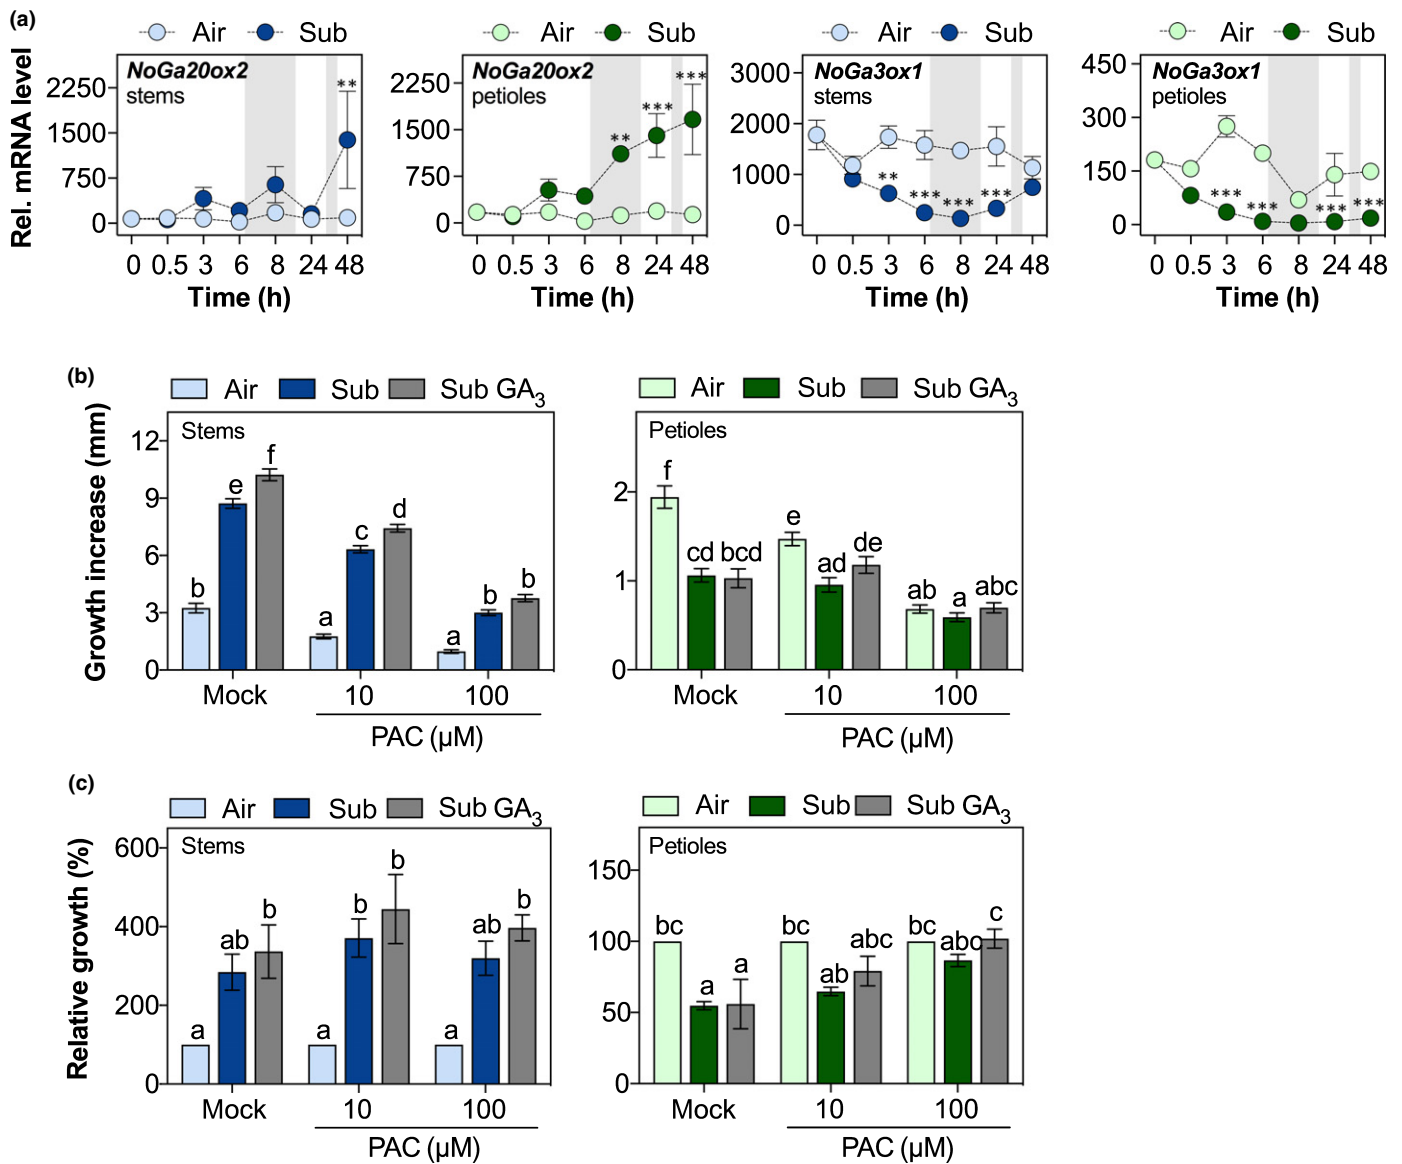 (a)
Air Sub Air Sub Air Sub Air Sub
Rel. mRNA level
NoGa20ox2
stems
2250
1500
750
0
**
0 0.5 3 6 8 24 48
Time (h)
NoGa20ox2
petioles
2250
1500
750
0
** *** ***
0 0.5 3 6 8 24 48
Time (h)
NoGa3ox1
stems
3000
2000
1000
0
** *** *** ***
0 0.5 3 6 8 24 48
Time (h)
NoGa3ox1
petioles
450
300
150
0
*** *** *** ***
0 0.5 3 6 8 24 48
Time (h)
(b)
Air Sub Sub GA3
Growth increase (mm)
Stems
12
9
6
3
0
b e f a c d a b b
Mock 10 100
PAC (µM)
Air Sub Sub GA3
Petioles
2
1
0
f cd bcd e ad de ab a abc
Mock 10 100
PAC (µM)
(c)
Air Sub Sub GA3
Relative growth (%)
Stems
600
400
200
0
a ab b a b b a ab b
Mock 10 100
PAC (µM)
Air Sub Sub GA3
Petioles
150
100
50
0
bc a a bc ab abc bc abc c
Mock 10 100
PAC (µM)